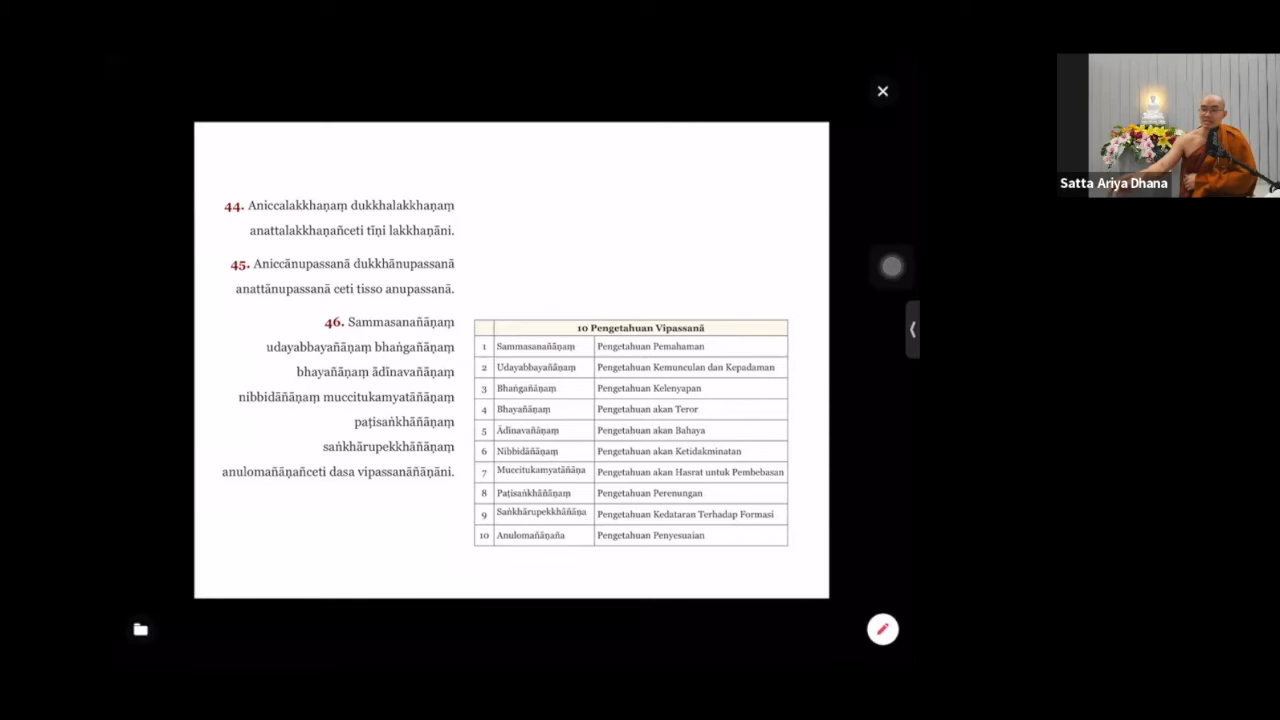 44. Aniccalakkhaṇaṃ dukkhalakkhaṇaṃ
anattalakkhaṇañceti tīṇi lakkhaṇāni.
45. Aniccānupassanā dukkhānupassanā
anattānupassanā ceti tisso anupassanā.
46. Sammasanañāṇaṃ
udayabbayañāṇaṃ bhaṅgañāṇaṃ
bhayañāṇaṃ ādīnavañāṇaṃ
nibbidāñāṇaṃ muccitukamyatāñāṇaṃ
paṭisaṅkhāñāṇaṃ
saṅkhārupekkhāñāṇaṃ
anulomañāṇañceti dasa vipassanāñāṇāni.
10 Pengetahuan Vipassanā
1 Sammasanañāṇaṃ Pengetahuan Pemahaman
2 Udayabbayañāṇaṃ Pengetahuan Kemunculan dan Kepadaman
3 Bhaṅgañāṇaṃ Pengetahuan Kelenyapan
4 Bhayañāṇaṃ Pengetahuan akan Teror
5 Ādīnavañāṇaṃ Pengetahuan akan Bahaya
6 Nibbidāñāṇaṃ Pengetahuan akan Ketidakminatan
7 Muccitukamyatāñāṇa Pengetahuan akan Hasrat untuk Pembebasan
8 Paṭisaṅkhāñāṇaṃ Pengetahuan Perenungan
9 Saṅkhārupekkhāñāṇa Pengetahuan Kedataran Terhadap Formasi
10 Anulomañāṇaña Pengetahuan Penyesuaian
Satta Ariya Dhana